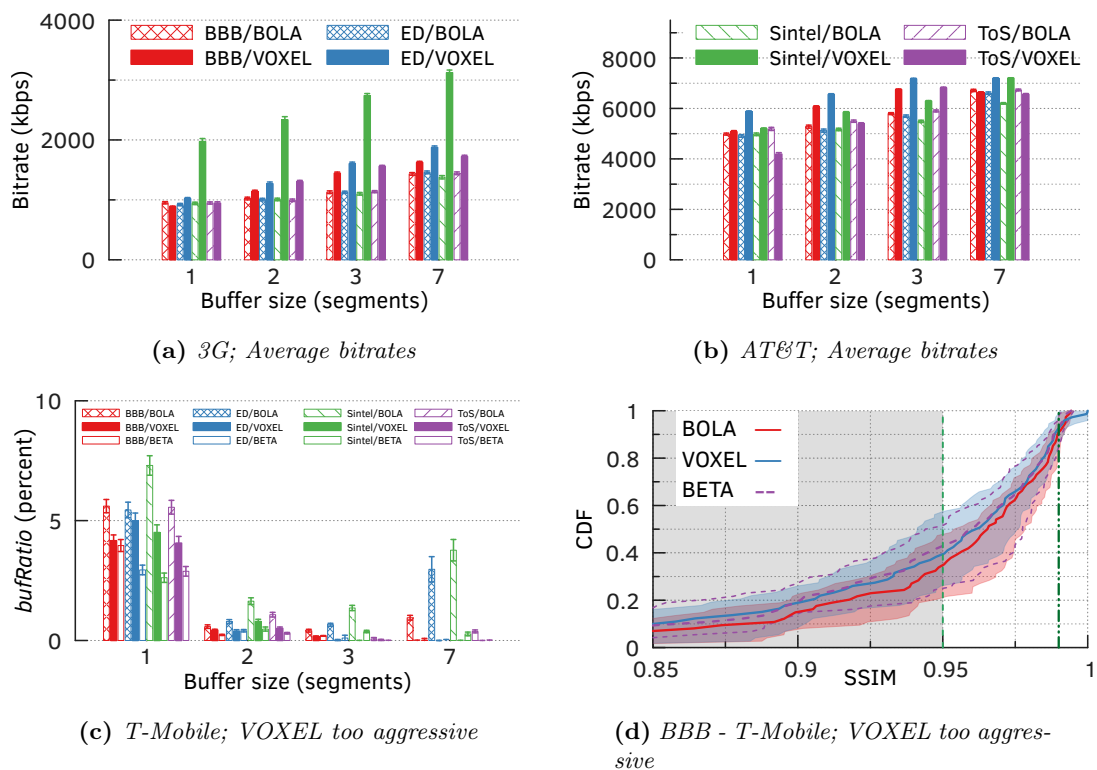 4000
2000
0
Bitrate (kbps)
BBB/BOLA
BBB/VOXEL
ED/BOLA
ED/VOXEL
1 2 3 7
Buffer size (segments)
(a) 3G; Average bitrates
8000
6000
4000
2000
0
Bitrate (kbps)
Sintel/BOLA
Sintel/VOXEL
ToS/BOLA
ToS/VOXEL
1 2 3 7
Buffer size (segments)
(b) AT&T; Average bitrates
10
5
0
bufRatio (percent)
BBB/BOLA ED/BOLA Sintel/BOLA ToS/BOLA
BBB/VOXEL ED/VOXEL Sintel/VOXEL ToS/VOXEL
BBB/BETA ED/BETA Sintel/BETA ToS/BETA
1 2 3 7
Buffer size (segments)
(c) T-Mobile; VOXEL too aggressive
1
0.8
0.6
0.4
0.2
0
CDF
BOLA
VOXEL
BETA
0.85 0.9 0.95 1
SSIM
(d) BBB - T-Mobile; VOXEL too aggres-
sive